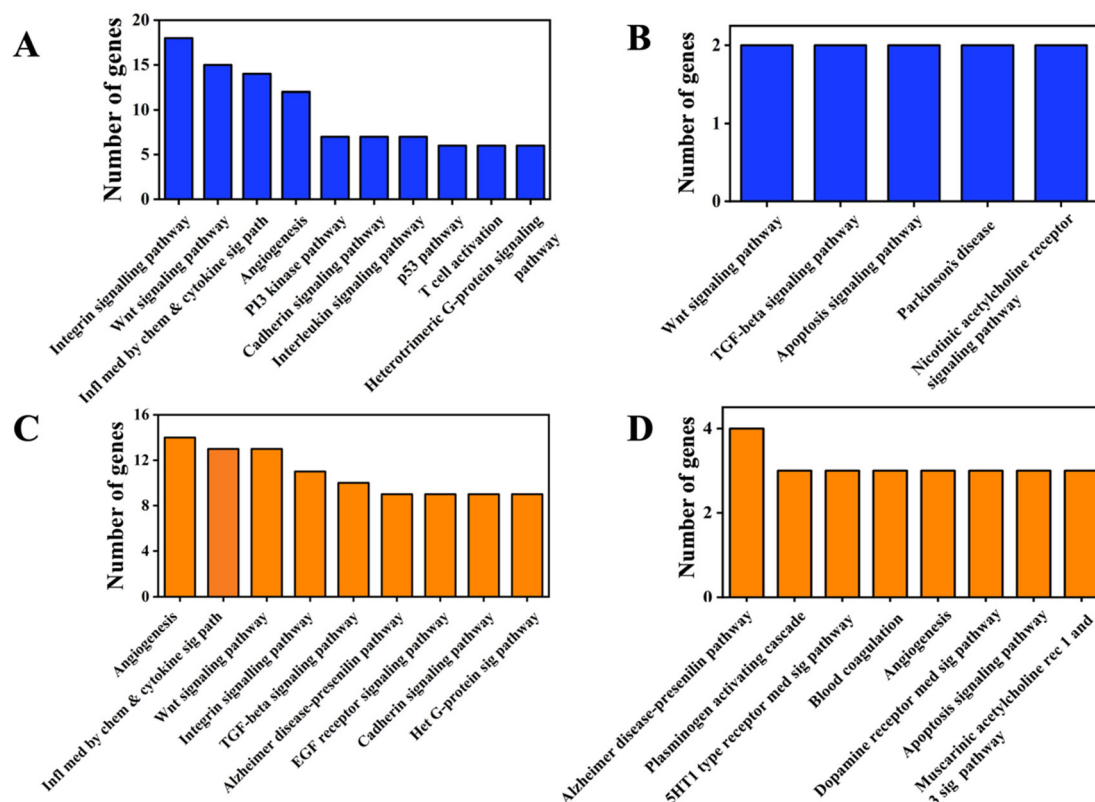 A
Number of genes
20
15
10
5
0
Integrin signalling pathway
Wnt signaling pathway
Infl med by chem & cytokine sig path
Angiogenesis
PI3 kinase pathway
Cadherin signaling pathway
Interleukin signaling pathway
p53 pathway
T cell activation
Heterotrimeric G-protein signaling
pathway
B
Number of genes
2
1
0
Wnt signaling pathway
TGF-beta signaling pathway
Apoptosis signaling pathway
Parkinson's disease
Nicotinic acetylcholine receptor
signaling pathway
C
Number of genes
16
12
8
4
0
Angiogenesis
Infl med by chem & cytokine sig path
Wnt signaling pathway
Integrin signalling pathway
TGF-beta signaling pathway
Alzheimer disease-presenilin pathway
EGF receptor signaling pathway
Cadherin signaling pathway
Het G-protein sig pathway
D
Number of genes
4
2
0
Alzheimer disease-presenilin pathway
Plasminogen activating cascade
5HT1 type receptor med sig pathway
Blood coagulation
Angiogenesis
Dopamine receptor med sig pathway
Apoptosis signaling pathway
Muscarinic acetylcholine rec 1 and
3 sig pathway